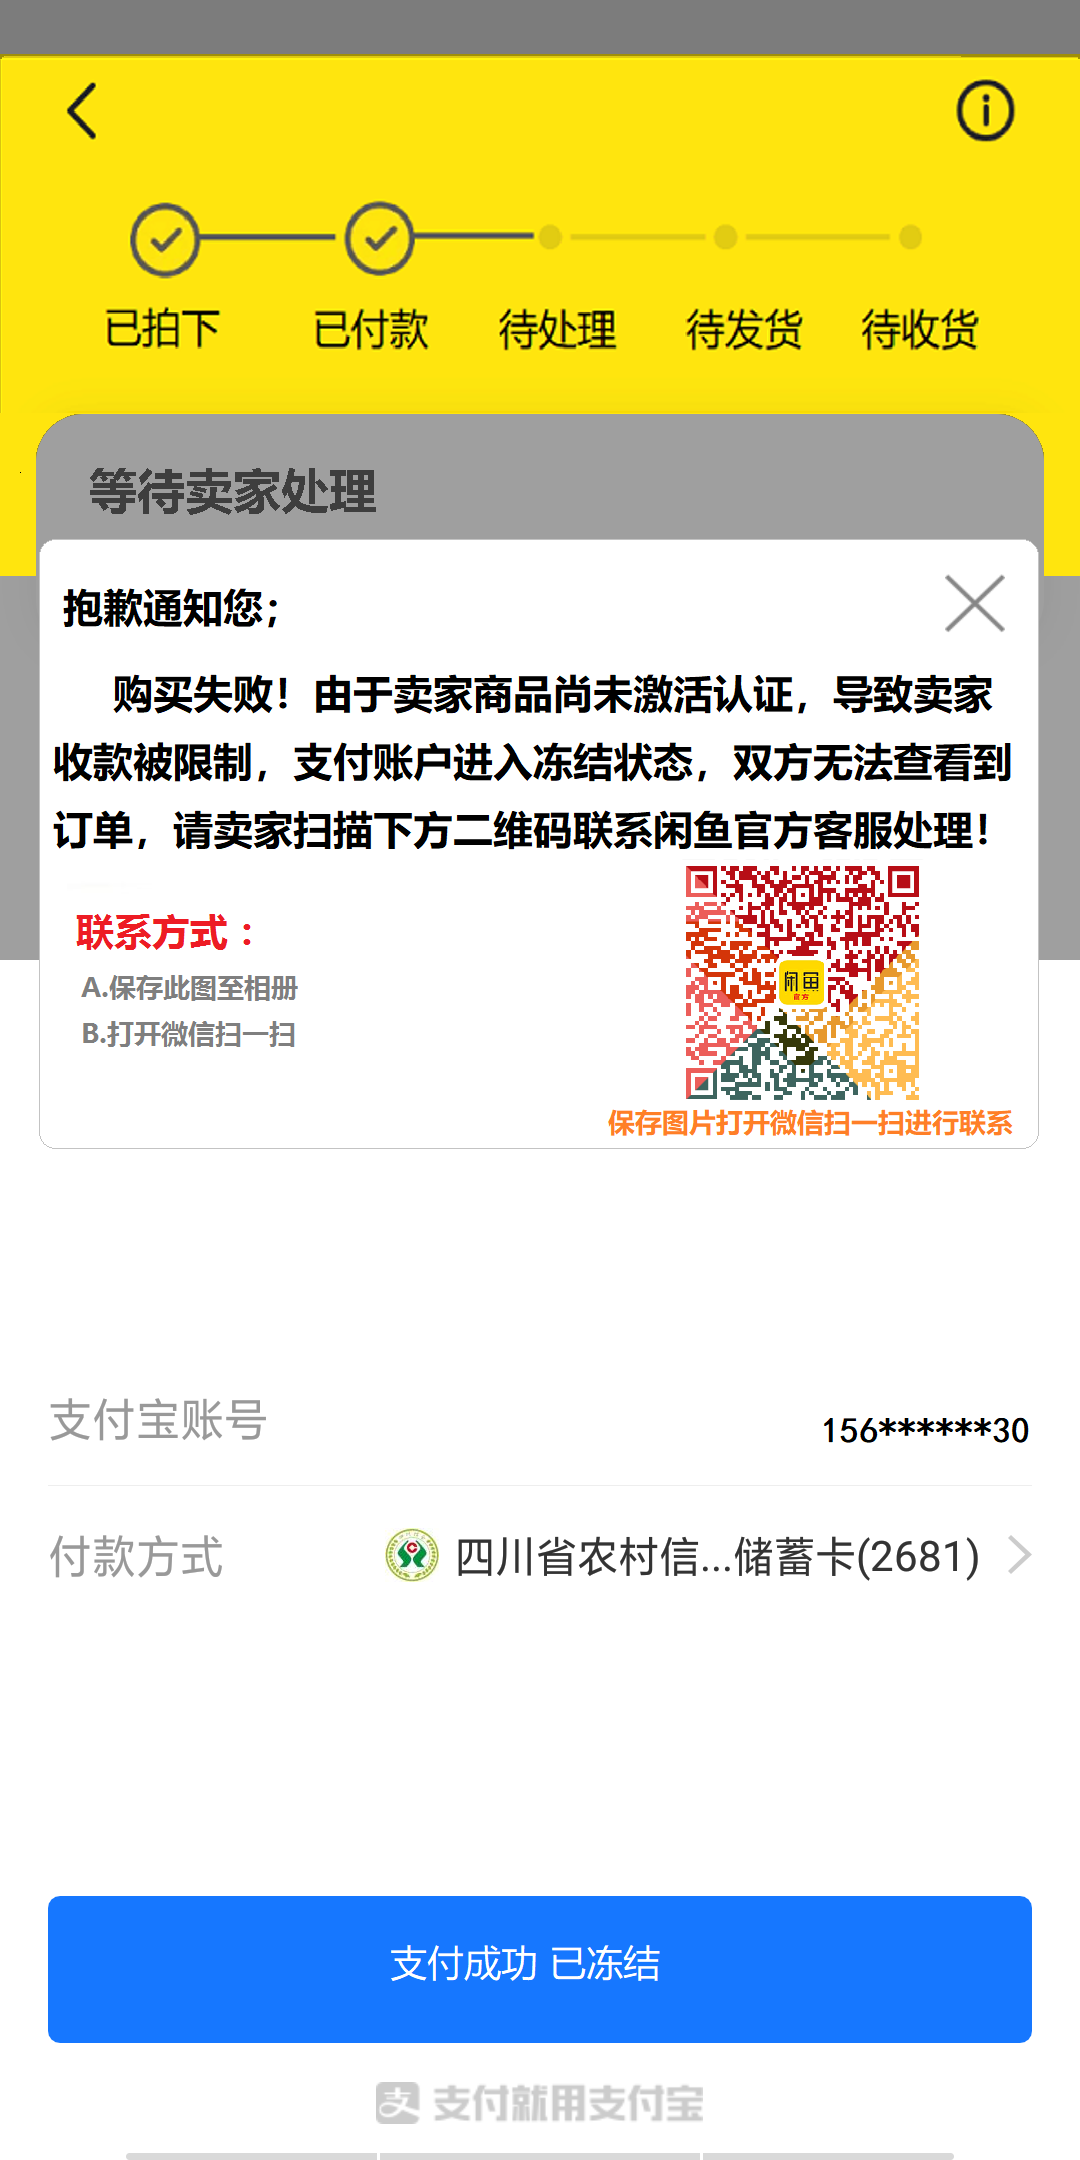 已拍下 已付款 待处理 待发货 待收货
等待卖家处理
抱歉通知您；
购买失败！由于卖家商品尚未激活认证，导致卖家
收款被限制，支付账户进入冻结状态，双方无法查看到
订单，请卖家扫描下方二维码联系闲鱼官方客服处理！
联系方式：
A.保存此图至相册
B.打开微信扫一扫
闲鱼
官方
保存图片打开微信扫一扫进行联系
支付宝账号 156******30
付款方式 四川省农村信...储蓄卡(2681)
支付成功 已冻结
支 支付就用支付宝